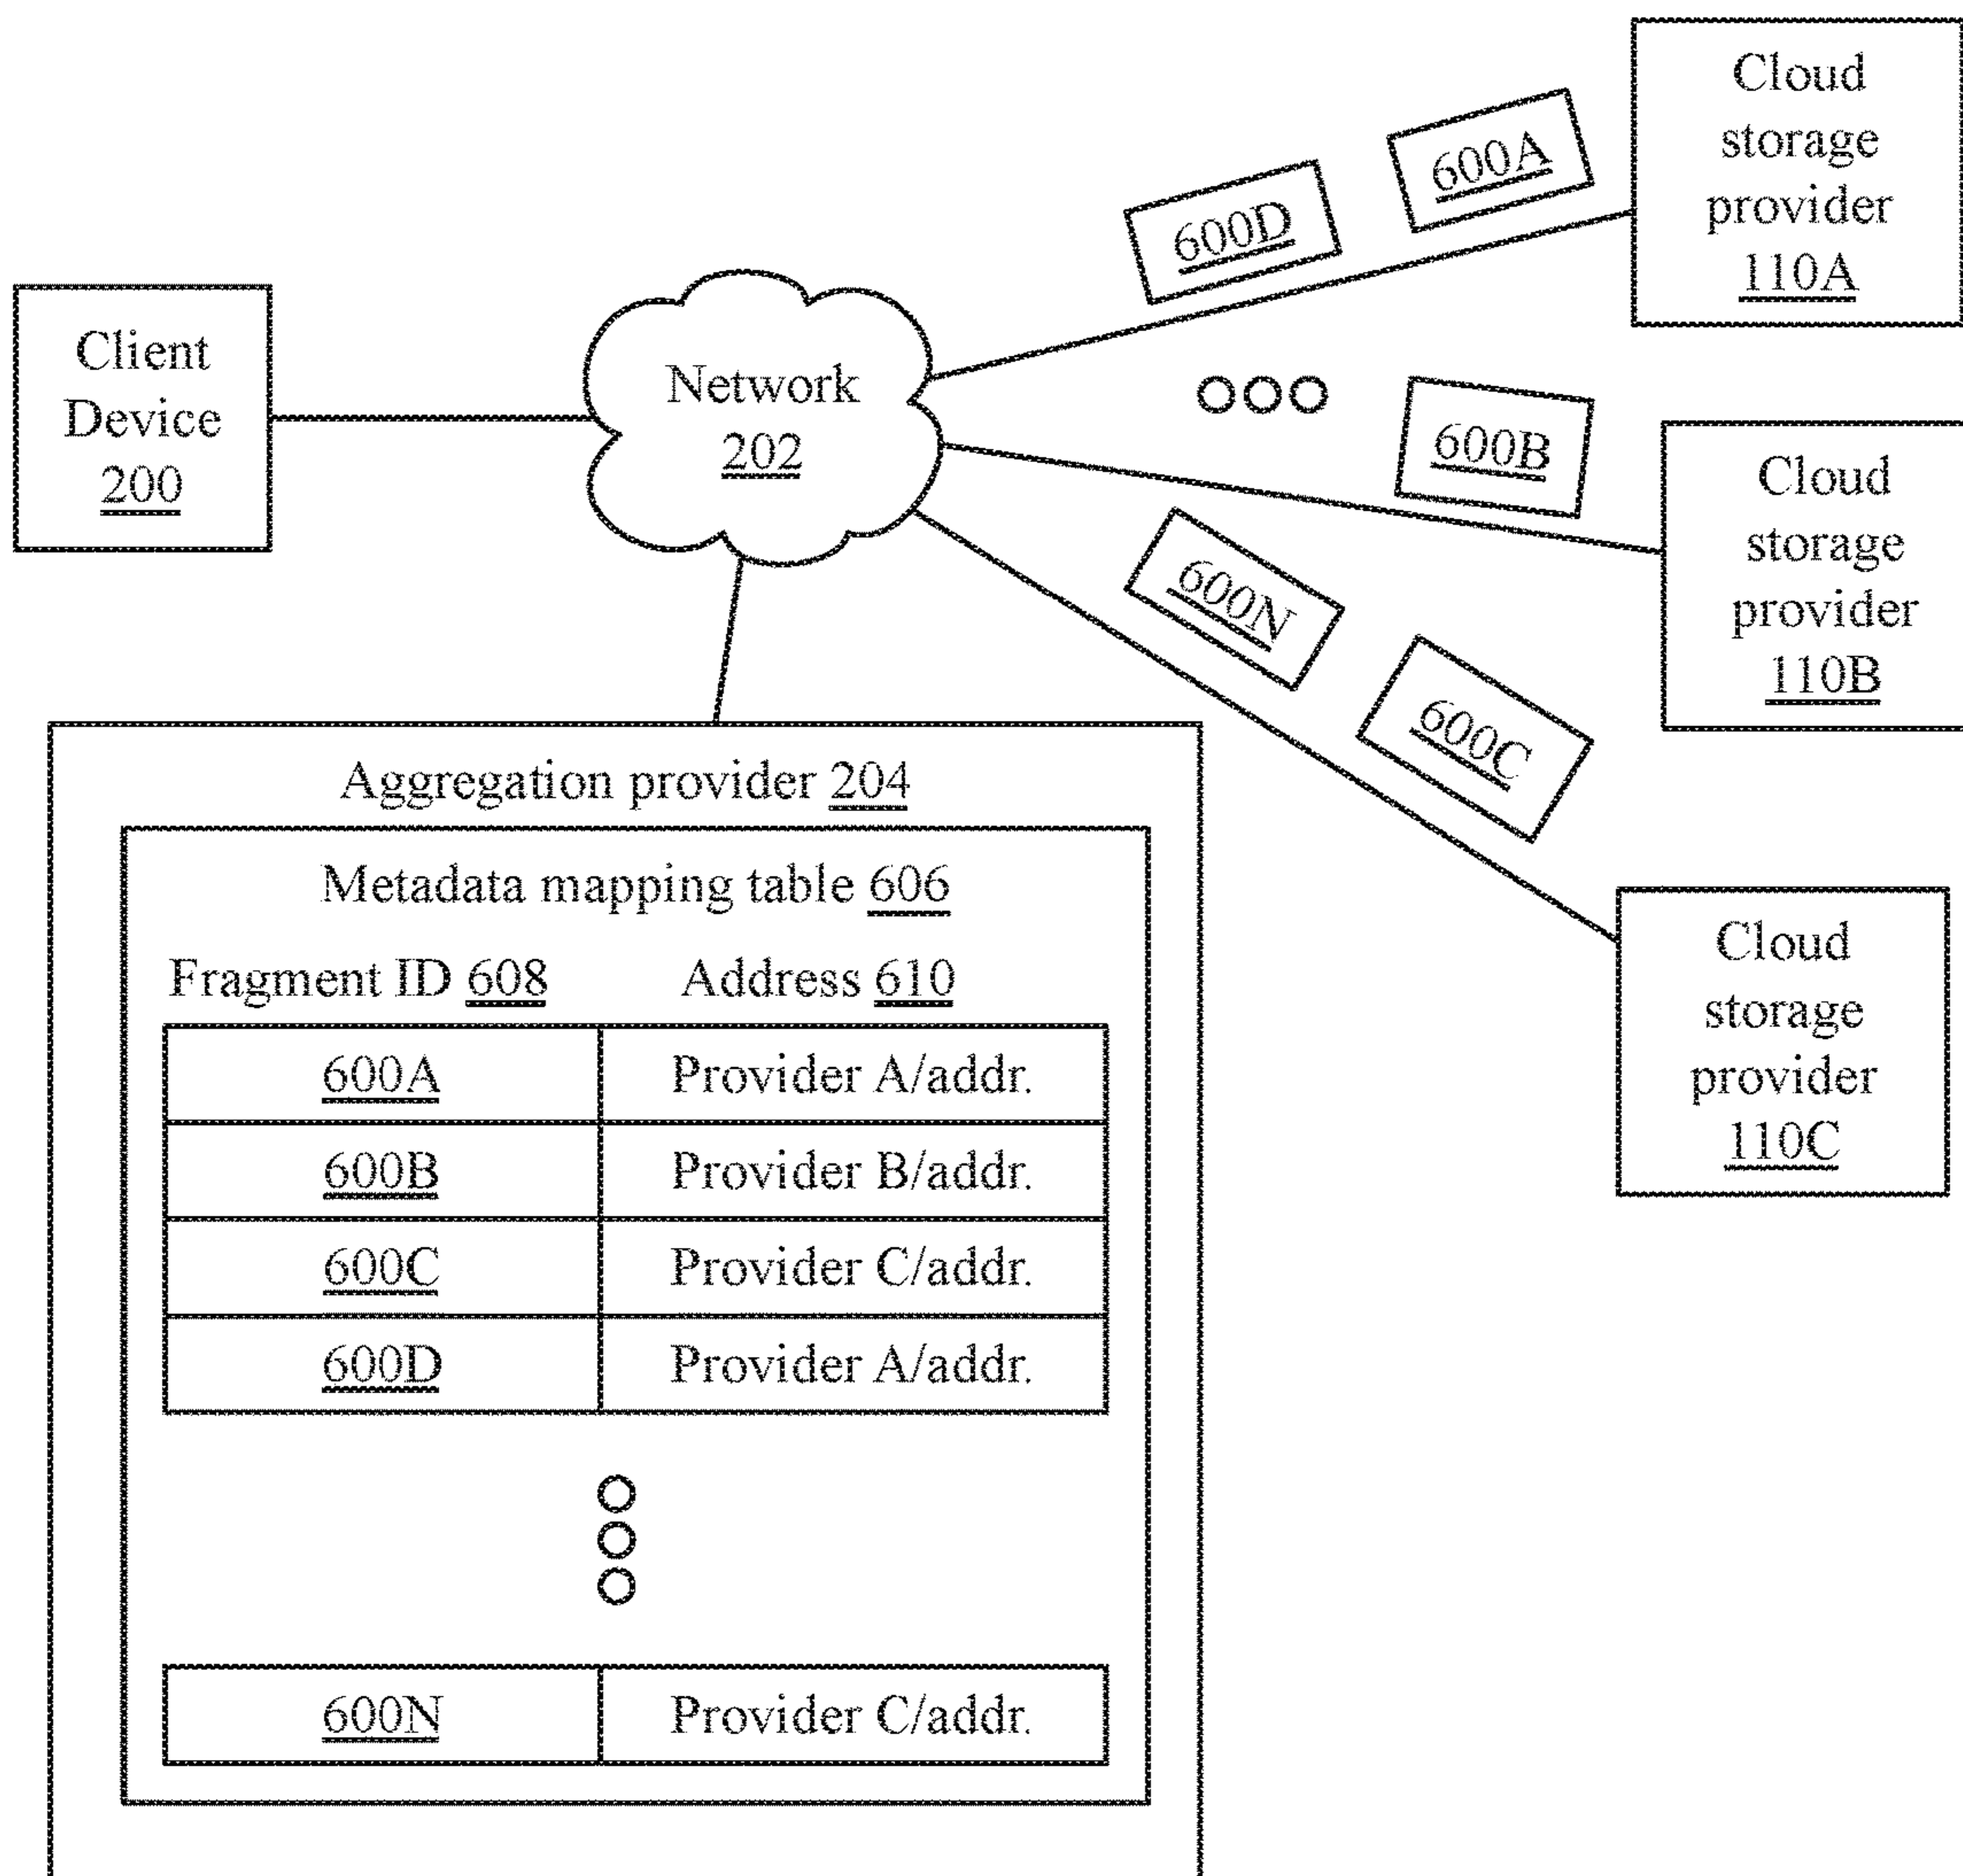 Cloud
storage
provider
110A
600A
600D
Client
Device
200
Network
202
600B
Cloud
storage
provider
110B
600N
600C
Aggregation provider 204
Metadata mapping table 606
Fragment ID 608 Address 610
600A Provider A/addr.
600B Provider B/addr.
600C Provider C/addr.
600D Provider A/addr.
600N Provider C/addr.
Cloud
storage
provider
110C